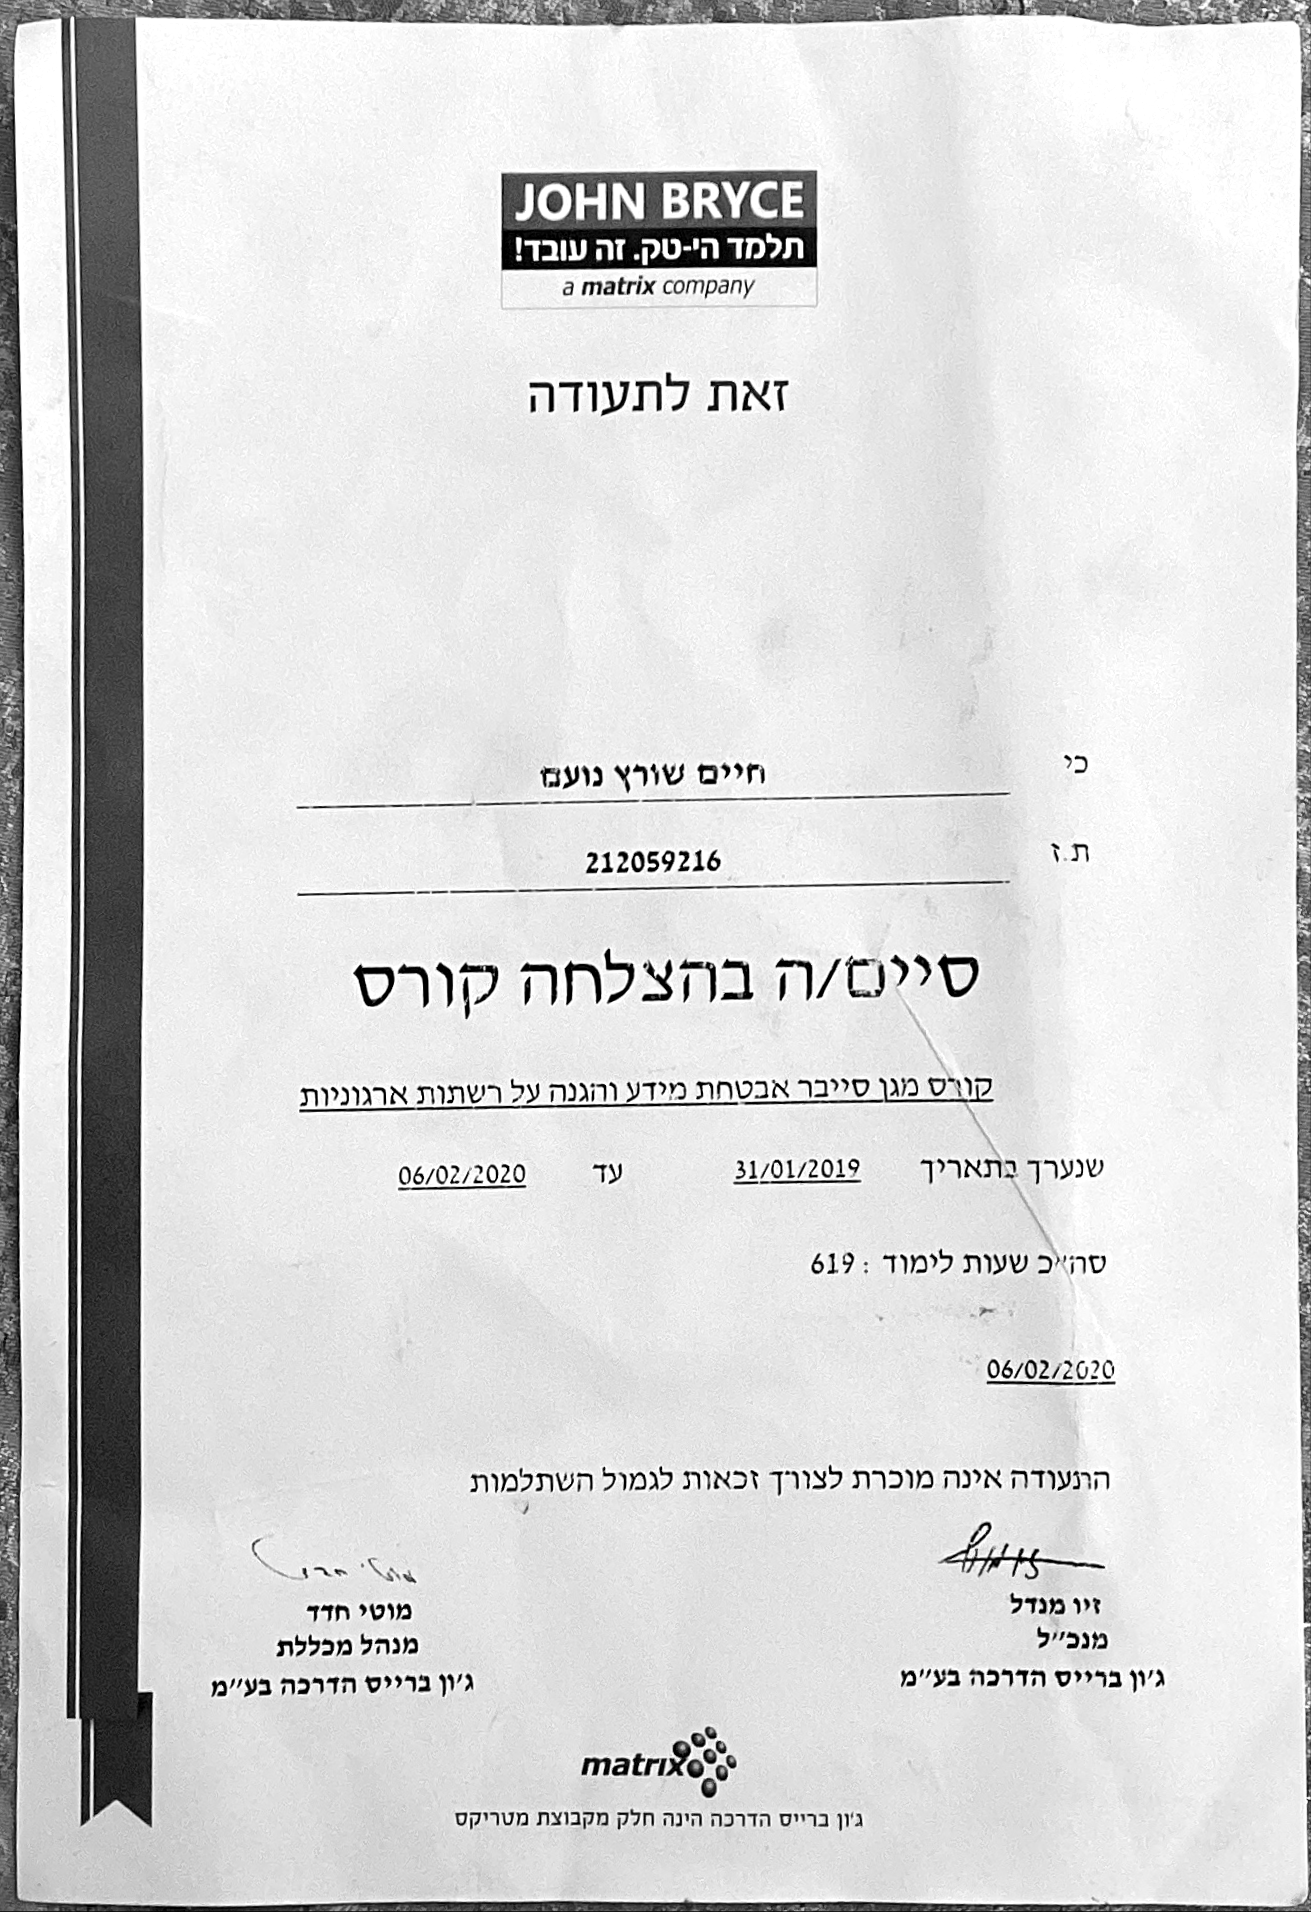 JOHN BRYCE
תלמד הי-טק. זה עובד!
a matrix company
זאת לתעודה
כי חיים שורץ נועם
ת.ז 212059216
סיים/ה בהצלחה קורס
קורס מגן סייבר אבטחת מידע והגנה על רשתות ארגוניות
שנערך בתאריך 31/01/2019 עד 06/02/2020
סה״כ שעות לימוד : 619
06/02/2020
התעודה אינה מוכרת לצורך זכאות לגמול השתלמות
זיו מנדל
מנכ״ל
ג׳ון ברייס הדרכה בע״מ
מוטי חדד
מוטי חדד
מנהל מכללת
ג׳ון ברייס הדרכה בע״מ
matrix
ג׳ון ברייס הדרכה הינה חלק מקבוצת מטריקס